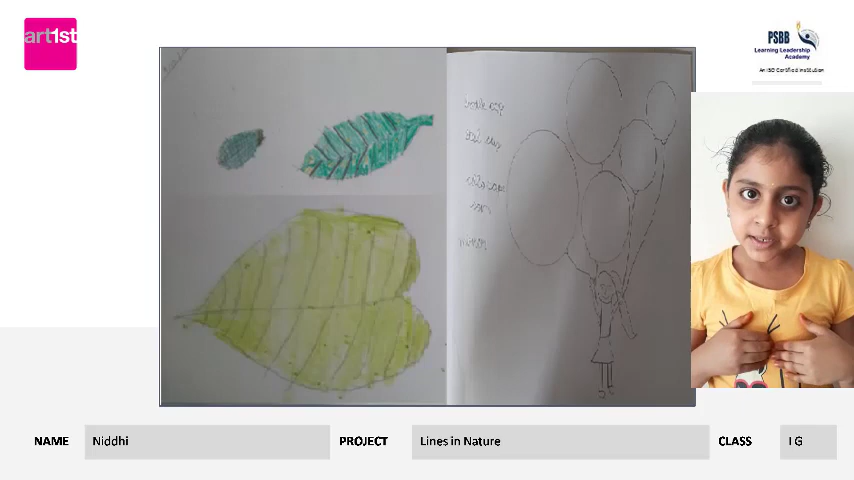 art1st
PSBB
Learning Leadership
Academy
An ISO Certified Institution
NAME
Niddhi
PROJECT
Lines in Nature
CLASS
I G